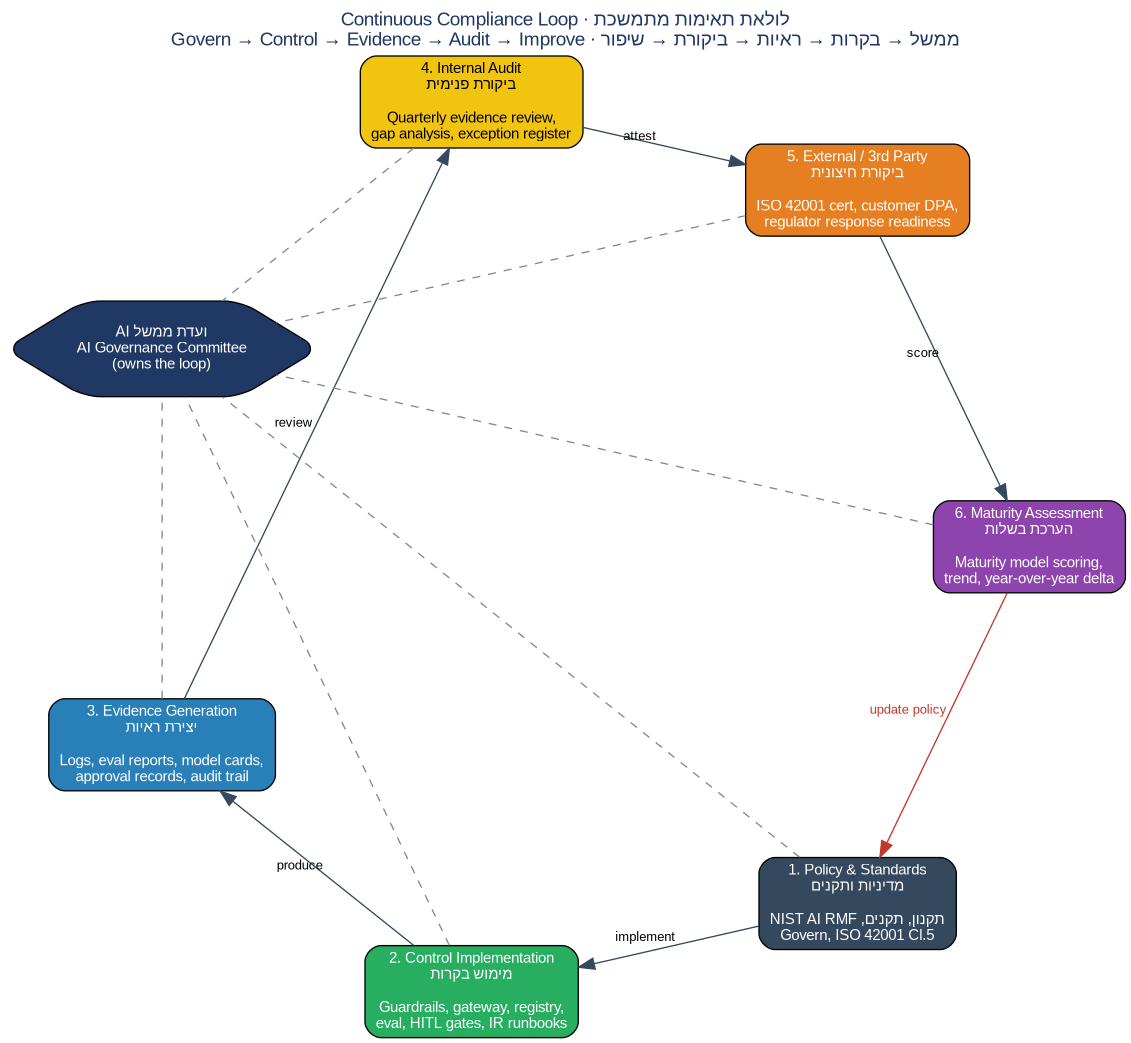 Continuous Compliance Loop · לולאת תאימות מתמשכת
Govern → Control → Evidence → Audit → Improve · ממשל → בקרות → ראיות → ביקורת → שיפור
4. Internal Audit
ביקורת פנימית
Quarterly evidence review,
gap analysis, exception register
attest
5. External / 3rd Party
ביקורת חיצונית
ISO 42001 cert, customer DPA,
regulator response readiness
score
ועדת ממשל AI
AI Governance Committee
(owns the loop)
review
6. Maturity Assessment
הערכת בשלות
Maturity model scoring,
trend, year-over-year delta
update policy
3. Evidence Generation
יצירת ראיות
Logs, eval reports, model cards,
approval records, audit trail
produce
1. Policy & Standards
מדיניות ותקנים
תקנון, תקנים, NIST AI RMF
Govern, ISO 42001 Cl.5
implement
2. Control Implementation
מימוש בקרות
Guardrails, gateway, registry,
eval, HITL gates, IR runbooks